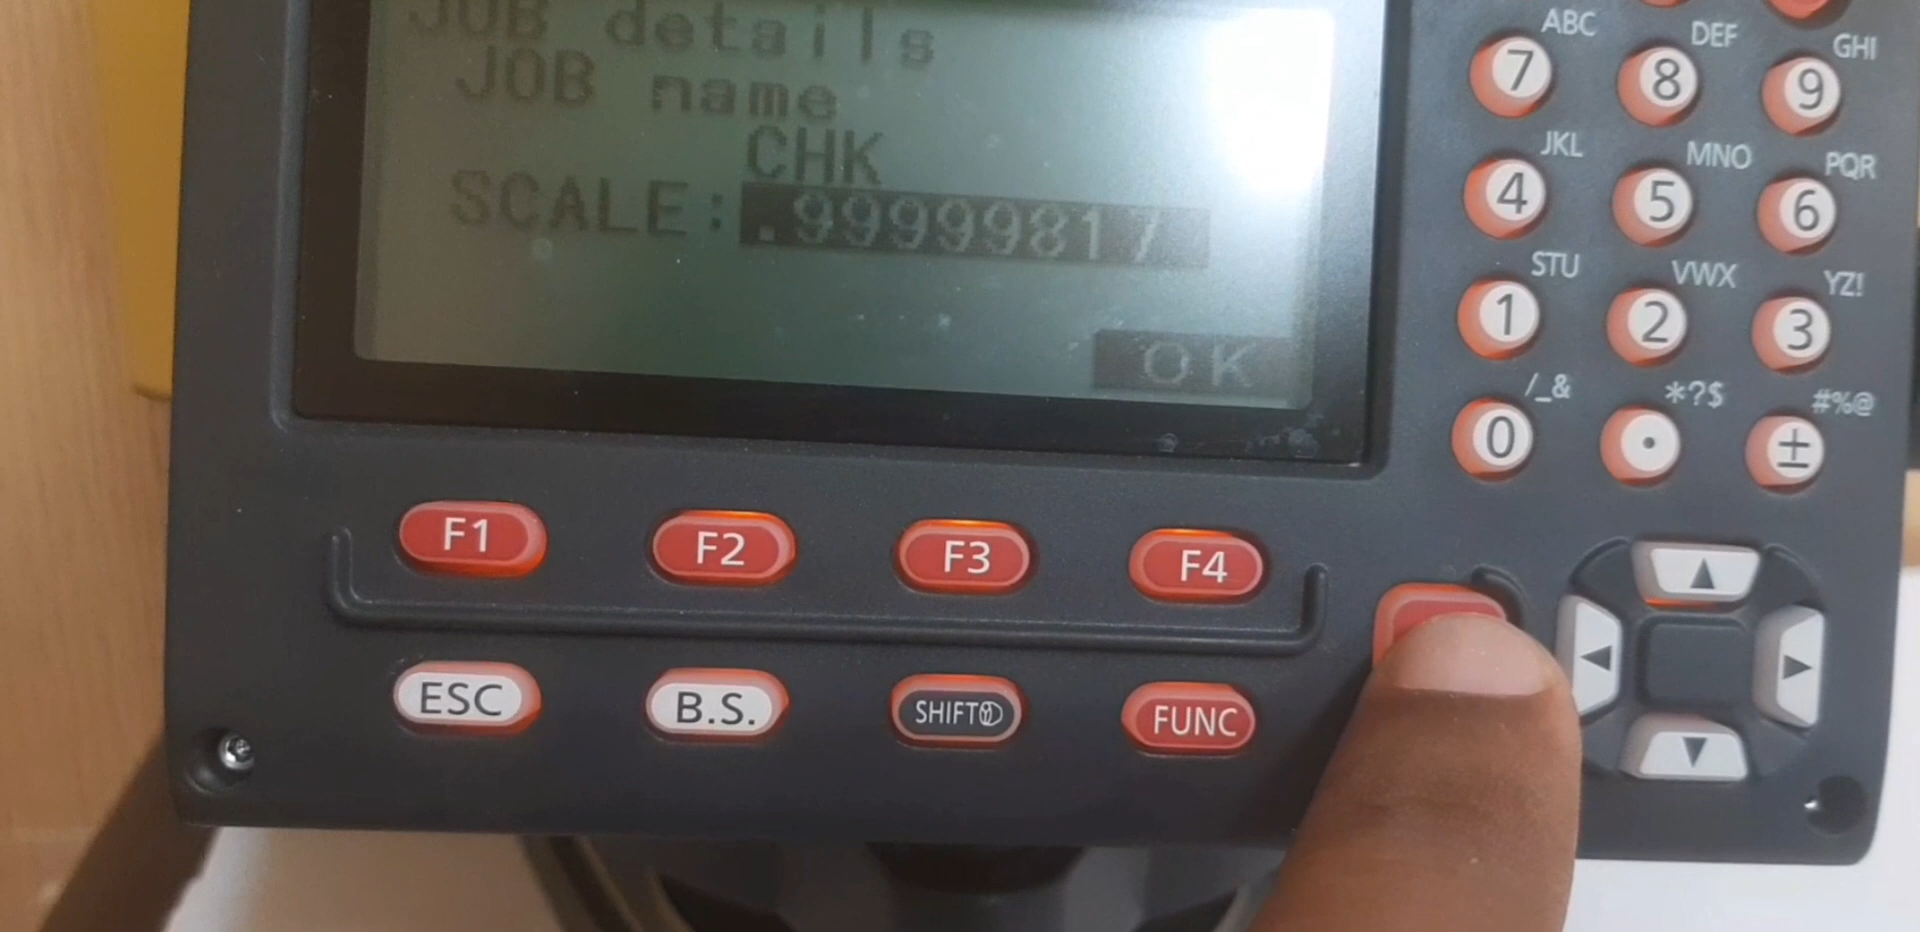 JOB details
JOB name
CHK
SCALE: .99999817
OK
ABC DEF GHI
7 8 9
JKL MNO PQR
4 5 6
STU VWX YZ!
1 2 3
/_& *?$ #%@
0 . ±
F1 F2 F3 F4
ESC B.S. SHIFT FUNC